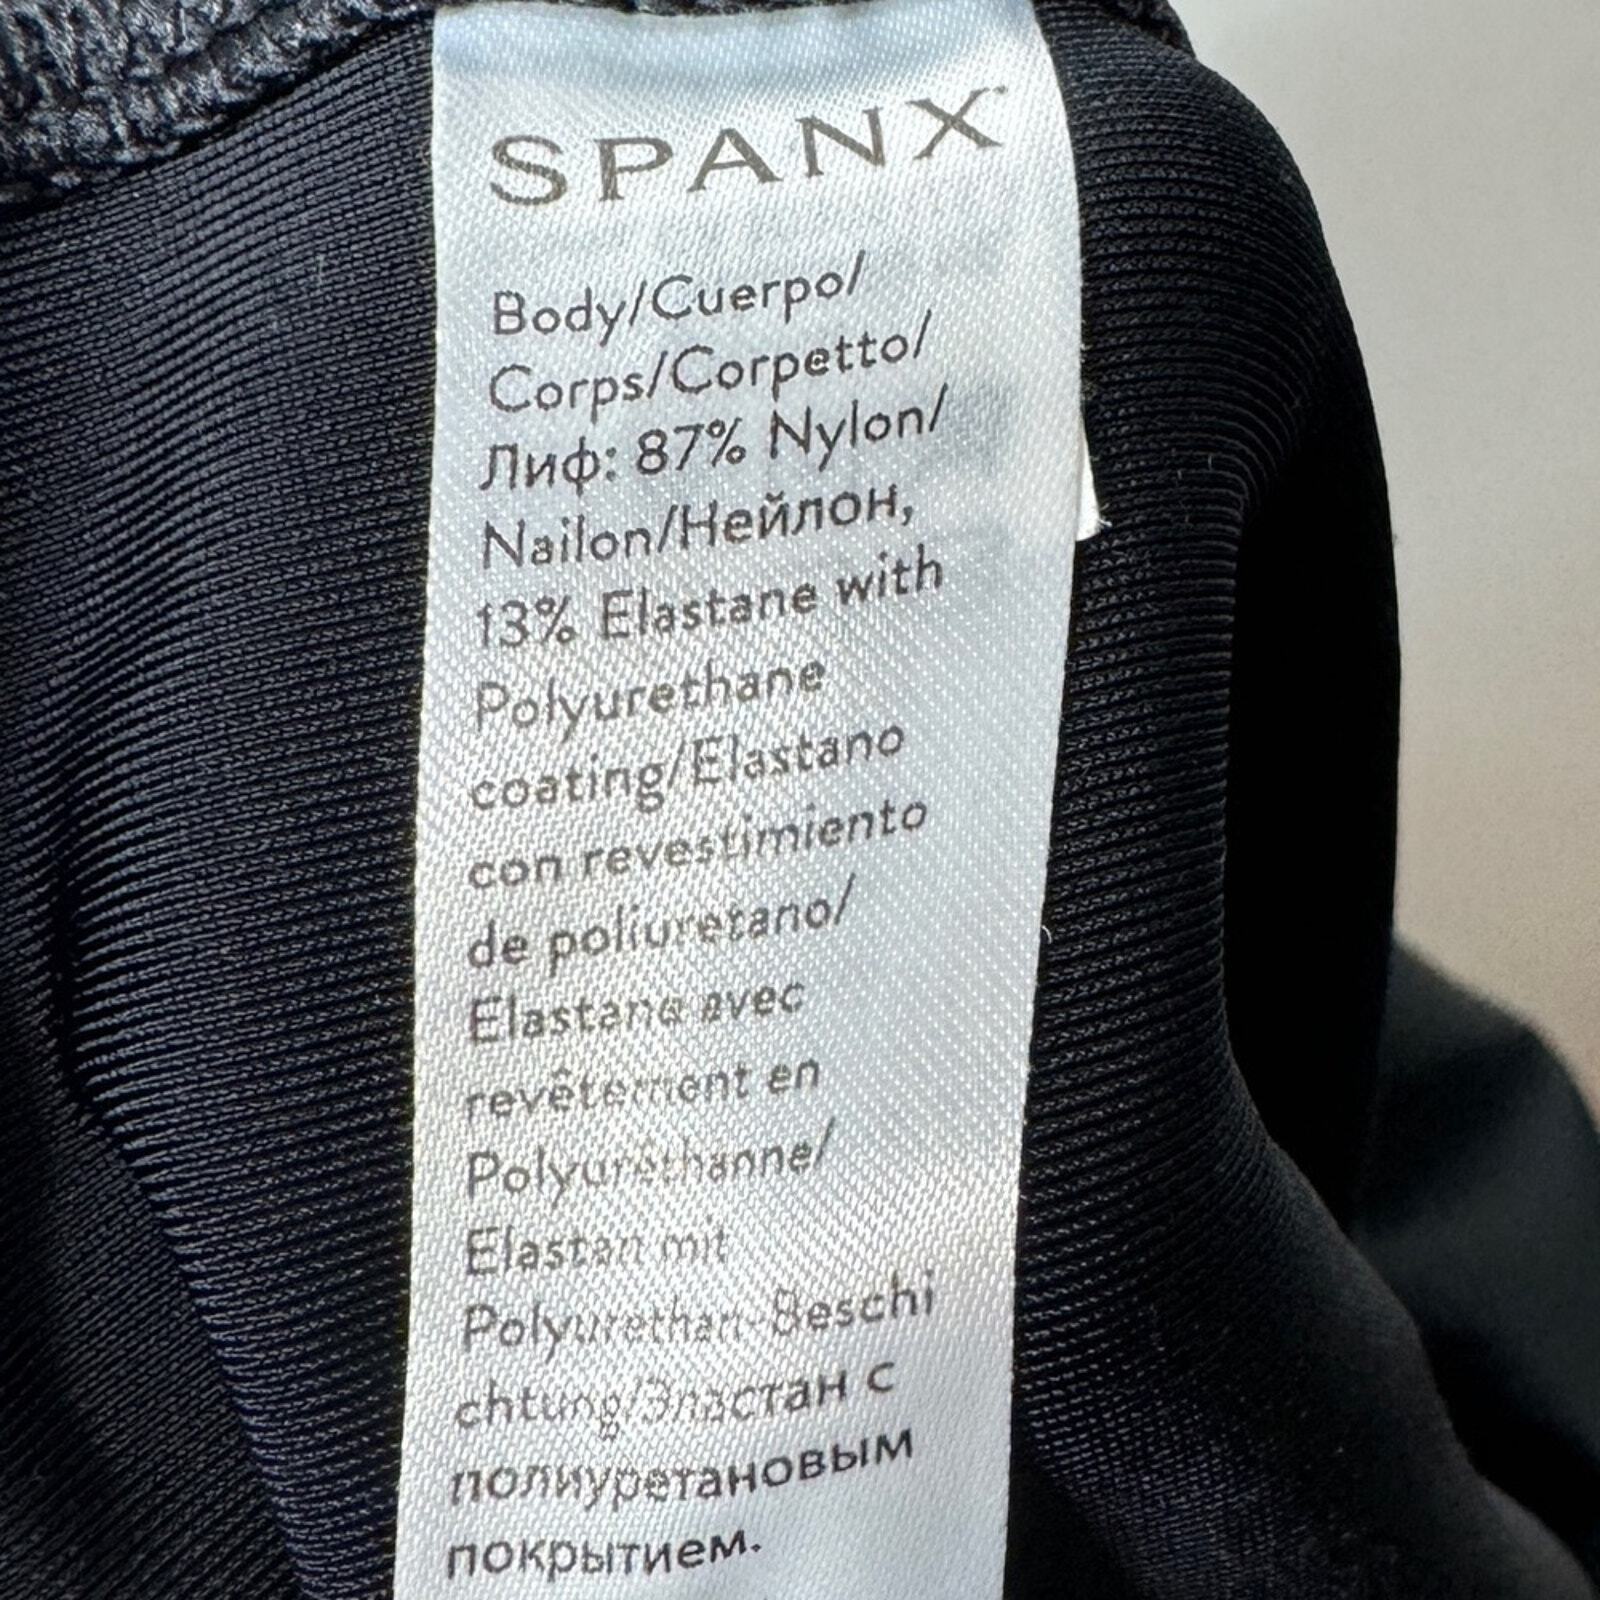 SPANX
Body/Cuerpo/
Corps/Corpetto/
Лиф: 87% Nylon/
Nailon/Нейлон,
13% Elastane with
Polyurethane
coating/Elastano
con revestimiento
de poliuretano/
Elastane avec
revêtement en
Polyuréthanne/
Elastan mit
Polyurethan-Beschi
chtung/Эластан с
полиуретановым
покрытием.